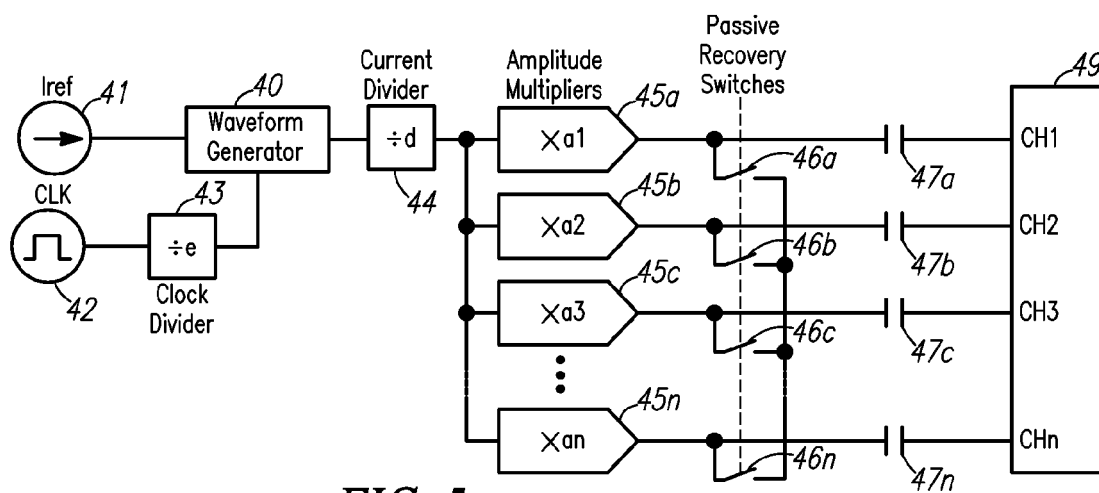 Passive
Recovery
Switches
Current
Divider
Amplitude
Multipliers
Iref
41
40
Waveform
Generator
÷d
44
CLK
42
43
÷e
Clock
Divider
45a
×a1
46a
47a
49
CH1
45b
×a2
46b
47b
CH2
45c
×a3
46c
47c
CH3
45n
×an
46n
47n
CHn